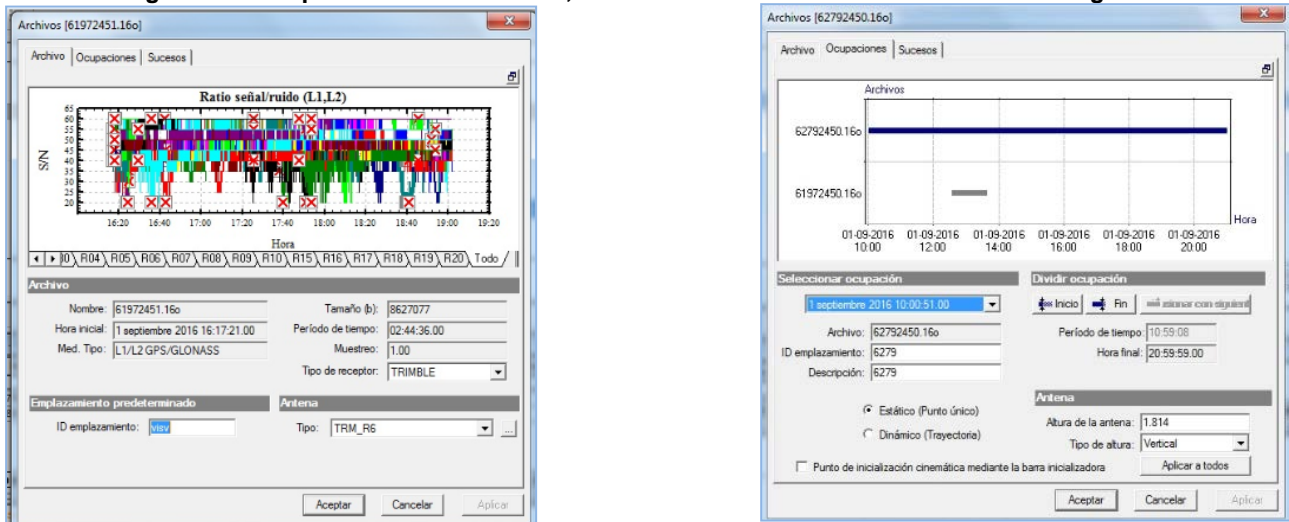 Archivos [61972451.16o]
Archivo Ocupaciones Sucesos
Ratio señal/ruido (L1,L2)
65
60
55
50
45
40
35
30
25
20
S/N
16:20 16:40 17:00 17:20 17:40 18:00 18:20 18:40 19:00 19:20
Hora
R04 R05 R06 R07 R08 R09 R10 R15 R16 R17 R18 R19 R20 Todo
Archivo
Nombre: 61972451.16o Tamaño (b): 8627077
Hora inicial: 1 septiembre 2016 16:17:21.00 Período de tiempo: 02:44:36.00
Med. Tipo: L1/L2 GPS/GLONASS Muestreo: 1.00
Tipo de receptor: TRIMBLE
Emplazamiento predeterminado Antena
ID emplazamiento: visv Tipo: TRM_R6 ...
Aceptar Cancelar Aplicar
Archivos [62792450.16o]
Archivo Ocupaciones Sucesos
Archivos
62792450.16o
61972451.16o
Hora
01-09-2016 01-09-2016 01-09-2016 01-09-2016 01-09-2016 01-09-2016
10:00 12:00 14:00 16:00 18:00 20:00
Seleccionar ocupación Dividir ocupación
1 septiembre 2016 10:00:51.00 Inicio Fin
Archivo: 62792450.16o Período de tiempo: 10:59:08
ID emplazamiento: 6279 Hora final: 20:59:59.00
Descripción: 6279
Antena
Estático (Punto único) Altura de la antena: 1.814
Dinámico (Trayectoria) Tipo de altura: Vertical
Punto de inicialización cinemática mediante la barra inicializadora Aplicar a todos
Aceptar Cancelar Aplicar